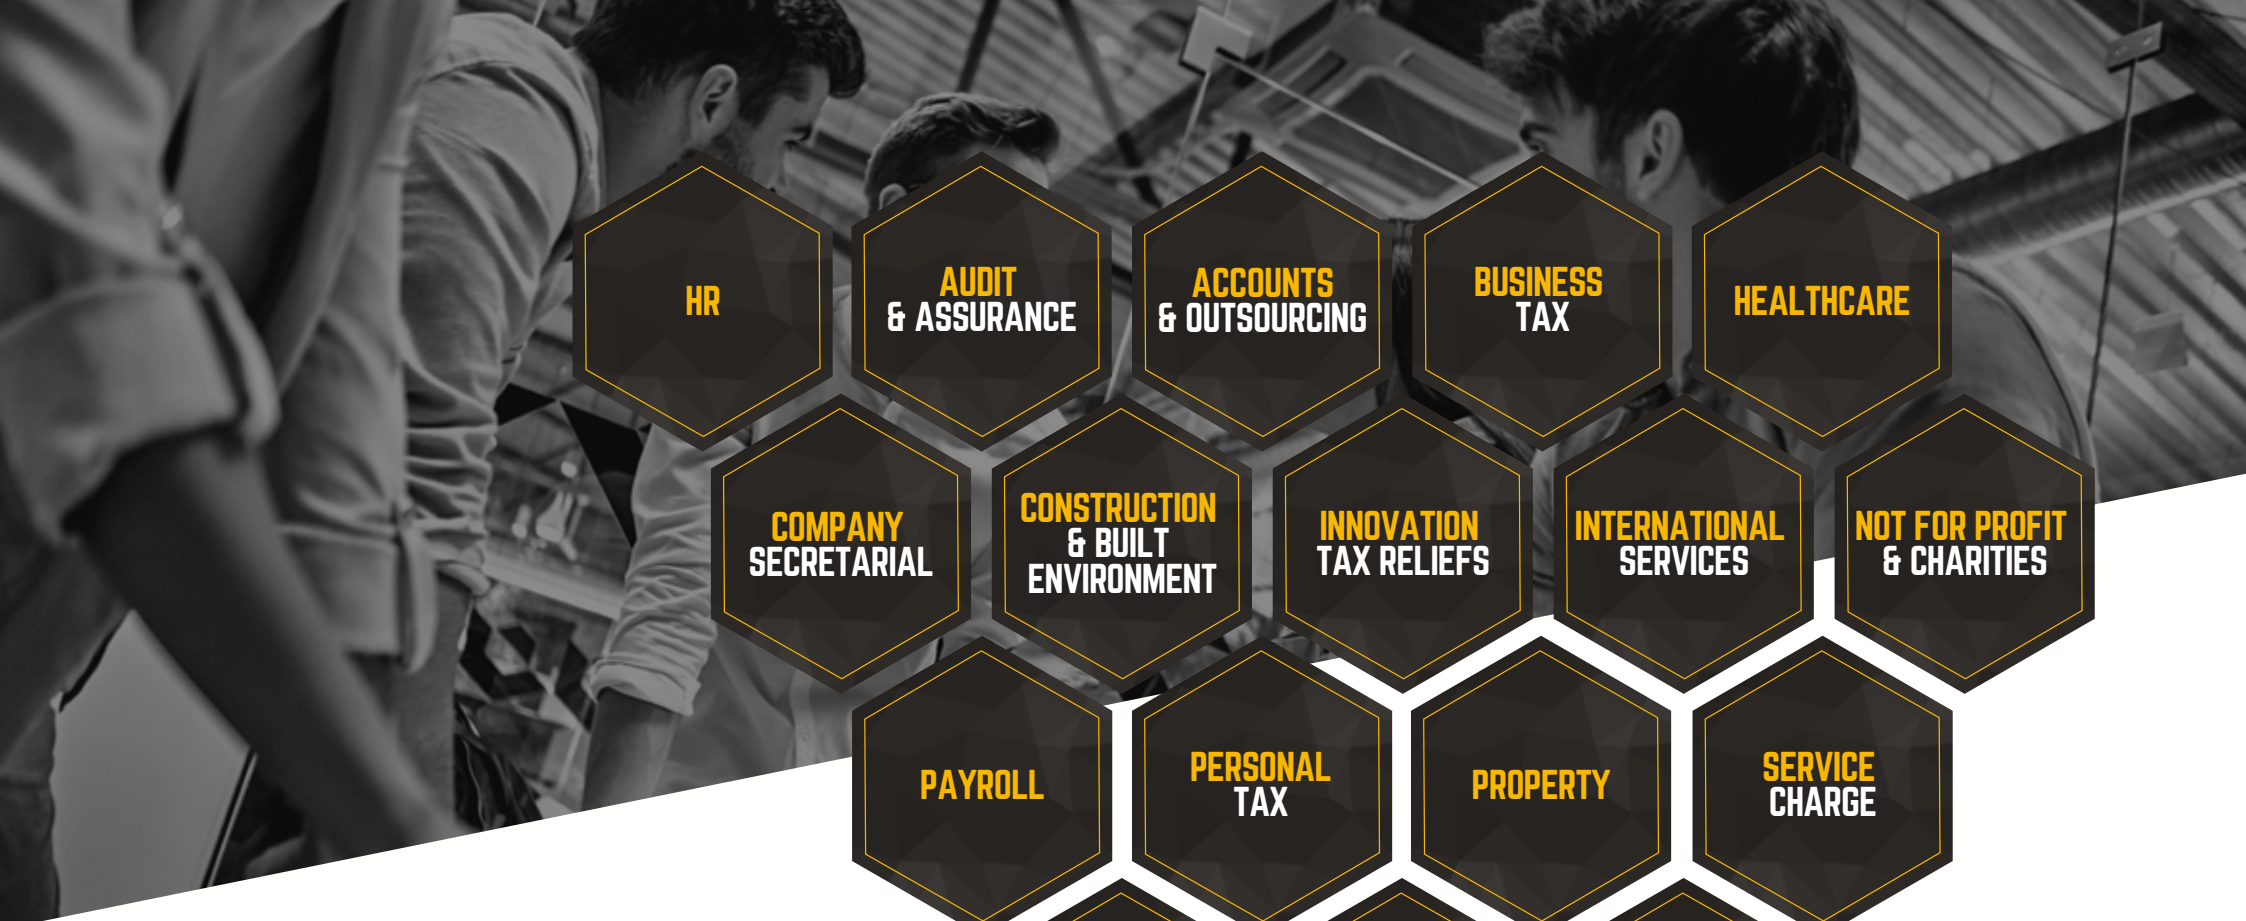 HR
AUDIT
& ASSURANCE
ACCOUNTS
& OUTSOURCING
BUSINESS
TAX
HEALTHCARE
COMPANY
SECRETARIAL
CONSTRUCTION
& BUILT
ENVIRONMENT
INNOVATION
TAX RELIEFS
INTERNATIONAL
SERVICES
NOT FOR PROFIT
& CHARITIES
PAYROLL
PERSONAL
TAX
PROPERTY
SERVICE
CHARGE